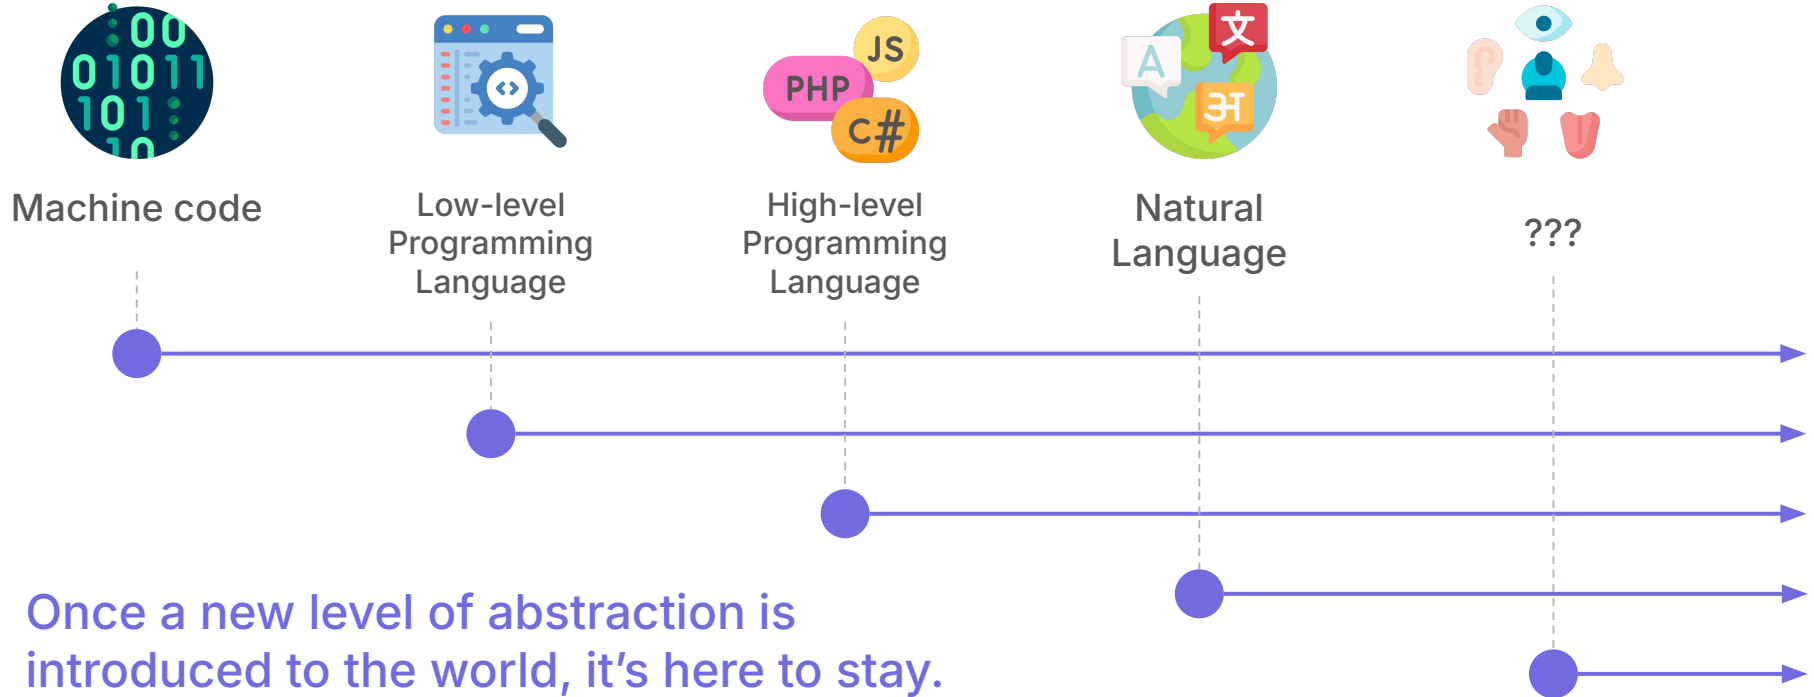 00
01011
101
10
JS
PHP
C#
文
A
अ
Machine code
Low-level
Programming
Language
High-level
Programming
Language
Natural
Language
???
Once a new level of abstraction is
introduced to the world, it’s here to stay.